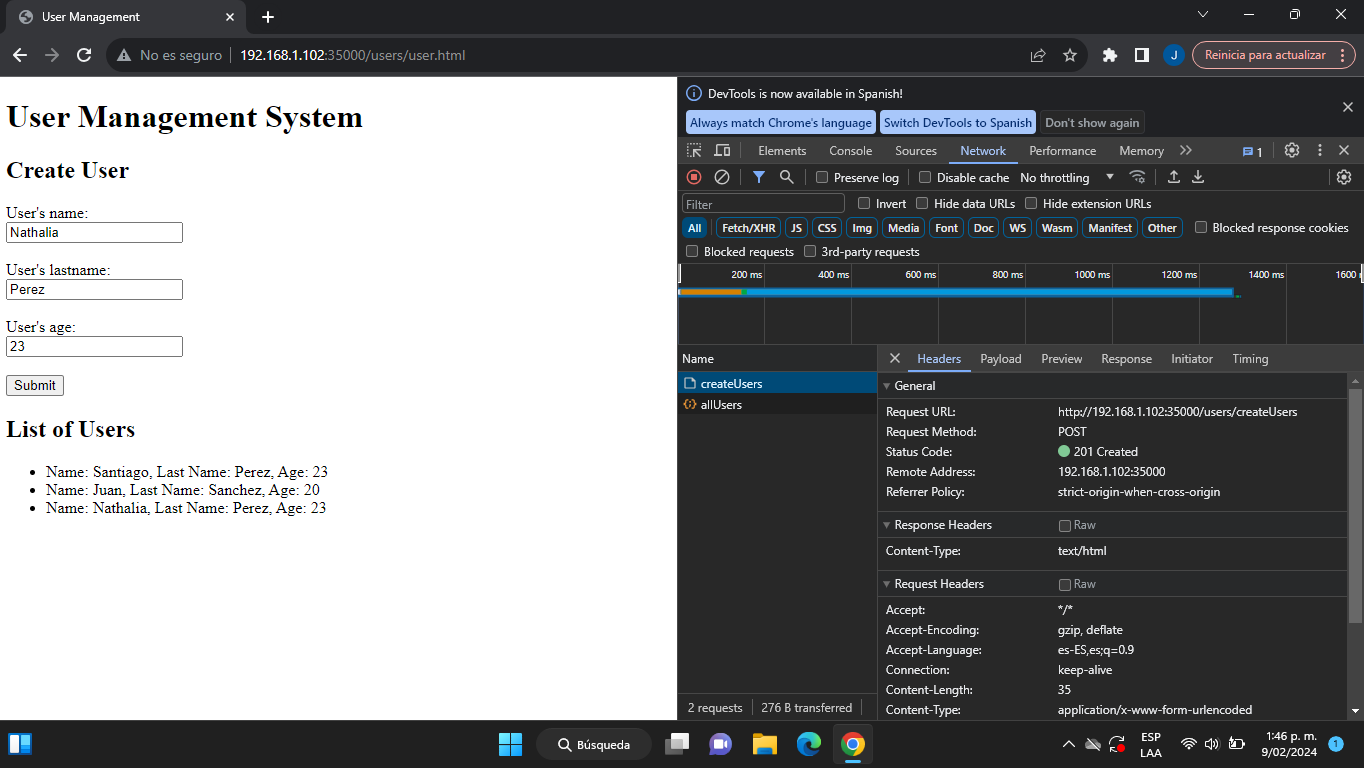 User Management
No es seguro
192.168.1.102:35000/users/user.html
J
Reinicia para actualizar
User Management System
Create User
User's name:
Nathalia
User's lastname:
Perez
User's age:
23
Submit
List of Users
Name: Santiago, Last Name: Perez, Age: 23
Name: Juan, Last Name: Sanchez, Age: 20
Name: Nathalia, Last Name: Perez, Age: 23
DevTools is now available in Spanish!
Always match Chrome's language Switch DevTools to Spanish Don't show again
Elements Console Sources Network Performance Memory 1
Preserve log Disable cache No throttling
Filter Invert Hide data URLs Hide extension URLs
All Fetch/XHR JS CSS Img Media Font Doc WS Wasm Manifest Other Blocked response cookies
Blocked requests 3rd-party requests
200 ms 400 ms 600 ms 800 ms 1000 ms 1200 ms 1400 ms 1600
Name
createUsers
allUsers
2 requests 276 B transferred
Headers Payload Preview Response Initiator Timing
General
Request URL: http://192.168.1.102:35000/users/createUsers
Request Method: POST
Status Code: 201 Created
Remote Address: 192.168.1.102:35000
Referrer Policy: strict-origin-when-cross-origin
Response Headers Raw
Content-Type: text/html
Request Headers Raw
Accept: */*
Accept-Encoding: gzip, deflate
Accept-Language: es-ES,es;q=0.9
Connection: keep-alive
Content-Length: 35
Content-Type: application/x-www-form-urlencoded
Búsqueda
ESP
LAA
1:46 p. m.
9/02/2024
1